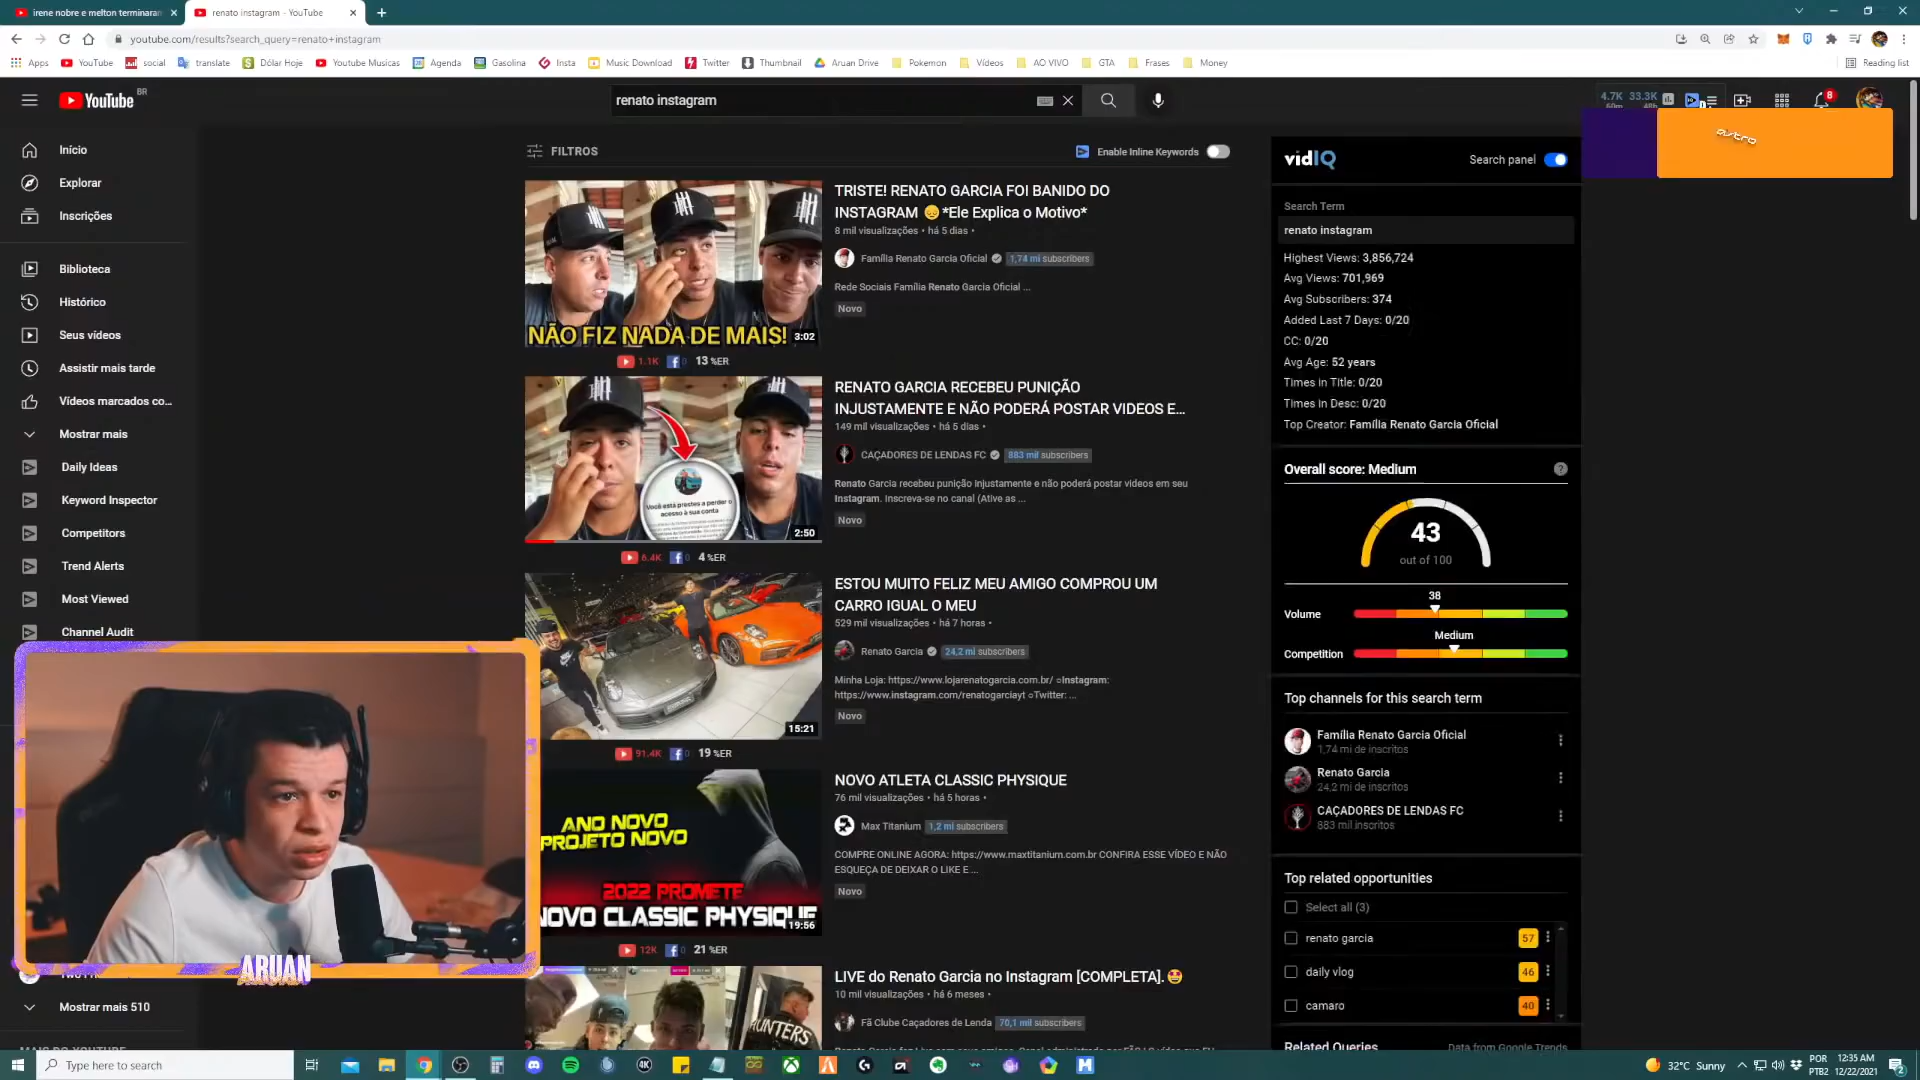 irene nobre e melton terminaram
renato instagram - YouTube
youtube.com/results?search_query=renato+instagram
Apps
YouTube
social
translate
Dólar Hoje
Youtube Musicas
Agenda
Gasolina
Insta
Music Download
Twitter
Thumbnail
Aruan Drive
Pokemon
Vídeos
AO VIVO
GTA
Frases
Money
Reading list
YouTube BR
renato instagram
4.7K 33.3K
60m 48h
8
Início
Explorar
Inscrições
Biblioteca
Histórico
Seus vídeos
Assistir mais tarde
Vídeos marcados co...
Mostrar mais
Daily Ideas
Keyword Inspector
Competitors
Trend Alerts
Most Viewed
Channel Audit
Mostrar mais 510
FILTROS
Enable Inline Keywords
NÃO FIZ NADA DE MAIS!
3:02
1.1K 0 13 %ER
TRISTE! RENATO GARCIA FOI BANIDO DO
INSTAGRAM 😔*Ele Explica o Motivo*
8 mil visualizações • há 5 dias •
Família Renato Garcia Oficial 1,74 mi subscribers
Rede Sociais Família Renato Garcia Oficial ...
Novo
Você está prestes a perder o
acesso à sua conta
2:50
6.4K 0 4 %ER
RENATO GARCIA RECEBEU PUNIÇÃO
INJUSTAMENTE E NÃO PODERÁ POSTAR VIDEOS E...
149 mil visualizações • há 5 dias •
CAÇADORES DE LENDAS FC 883 mil subscribers
Renato Garcia recebeu punição injustamente e não poderá postar videos em seu
Instagram. Inscreva-se no canal (Ative as ...
Novo
15:21
91.4K 0 19 %ER
ESTOU MUITO FELIZ MEU AMIGO COMPROU UM
CARRO IGUAL O MEU
529 mil visualizações • há 7 horas •
Renato Garcia 24,2 mi subscribers
Minha Loja: https://www.lojarenatogarcia.com.br/ ○Instagram:
https://www.instagram.com/renatogarciayt ○Twitter: ...
Novo
ANO NOVO
PROJETO NOVO
2022 PROMETE
NOVO CLASSIC PHYSIQUE
19:56
12K 0 21 %ER
NOVO ATLETA CLASSIC PHYSIQUE
76 mil visualizações • há 5 horas •
Max Titanium 1,2 mi subscribers
COMPRE ONLINE AGORA: https://www.maxtitanium.com.br CONFIRA ESSE VÍDEO E NÃO
ESQUEÇA DE DEIXAR O LIKE E ...
Novo
HUNTERS
LIVE do Renato Garcia no Instagram [COMPLETA].🤩
10 mil visualizações • há 6 meses •
Fã Clube Caçadores de Lenda 70,1 mil subscribers
vidIQ
Search panel
Search Term
renato instagram
Highest Views: 3,856,724
Avg Views: 701,969
Avg Subscribers: 374
Added Last 7 Days: 0/20
CC: 0/20
Avg Age: 52 years
Times in Title: 0/20
Times in Desc: 0/20
Top Creator: Família Renato Garcia Oficial
Overall score: Medium
?
43
out of 100
38
Volume
Medium
Competition
Top channels for this search term
Família Renato Garcia Oficial
1,74 mi de inscritos
Renato Garcia
24,2 mi de inscritos
CAÇADORES DE LENDAS FC
883 mil inscritos
Top related opportunities
Select all (3)
renato garcia 57
daily vlog 46
camaro 40
Related Queries
Data from Google Trends
ARUAN
Type here to search
4K
32°C Sunny
POR
PTB2
12:35 AM
12/22/2021
2